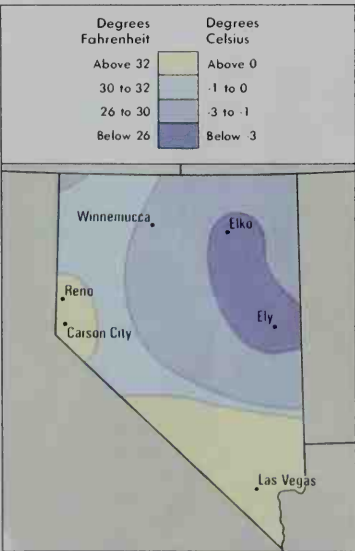 Degrees Degrees
Fahrenheit Celsius
Above 32 Above 0
30 to 32 -1 to 0
26 to 30 -3 to -1
Below 26 Below -3
Winnemucca
Elko
Reno
Carson City
Ely
Las Vegas